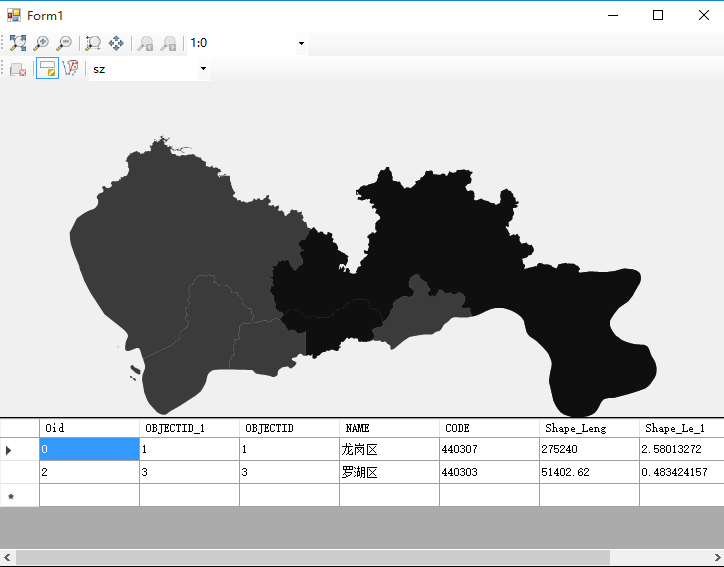 Form1
1:0
sz
Oid OBJECTID_1 OBJECTID NAME CODE Shape_Leng Shape_Le_1
0 1 1 龙岗区 440307 275240 2.58013272
2 3 3 罗湖区 440303 51402.62 0.483424157